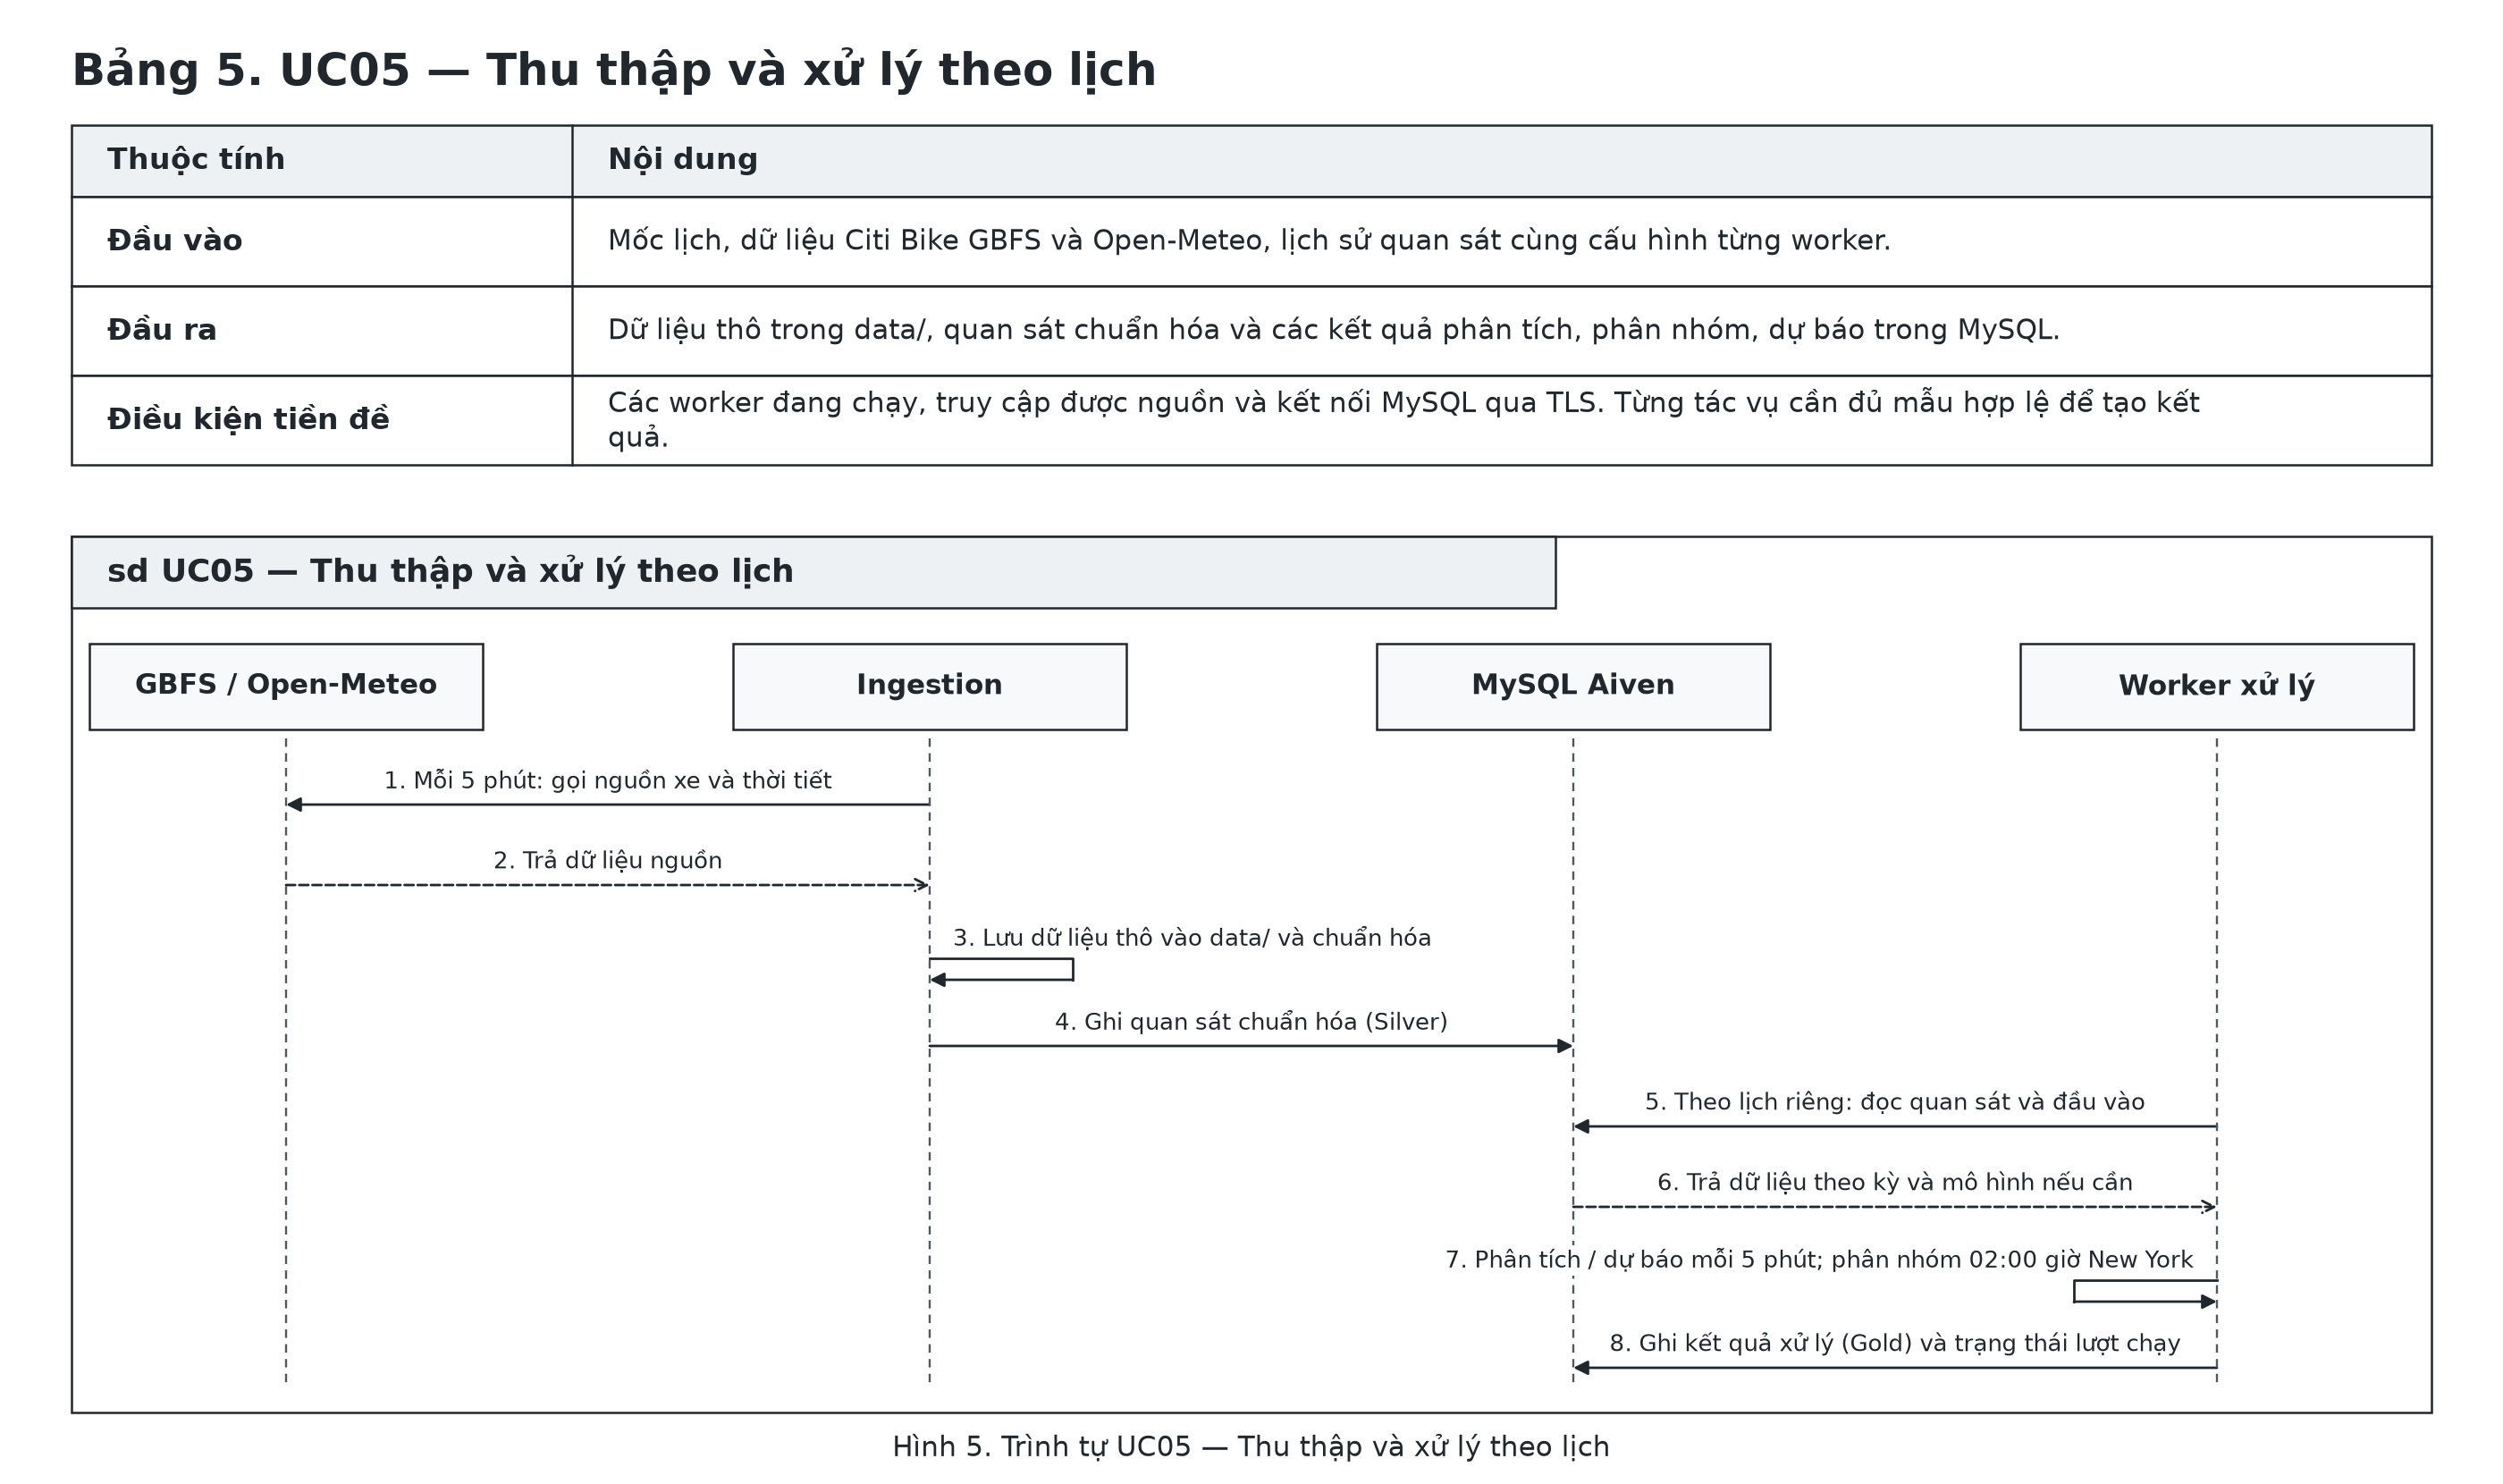 Bảng 5. UC05 — Thu thập và xử lý theo lịch
Thuộc tính
Nội dung
Đầu vào
Mốc lịch, dữ liệu Citi Bike GBFS và Open-Meteo, lịch sử quan sát cùng cấu hình từng worker.
Đầu ra
Dữ liệu thô trong data/, quan sát chuẩn hóa và các kết quả phân tích, phân nhóm, dự báo trong MySQL.
Điều kiện tiền đề
Các worker đang chạy, truy cập được nguồn và kết nối MySQL qua TLS. Từng tác vụ cần đủ mẫu hợp lệ để tạo kết
quả.
sd UC05 — Thu thập và xử lý theo lịch
GBFS / Open-Meteo
Ingestion
MySQL Aiven
Worker xử lý
1. Mỗi 5 phút: gọi nguồn xe và thời tiết
2. Trả dữ liệu nguồn
3. Lưu dữ liệu thô vào data/ và chuẩn hóa
4. Ghi quan sát chuẩn hóa (Silver)
5. Theo lịch riêng: đọc quan sát và đầu vào
6. Trả dữ liệu theo kỳ và mô hình nếu cần
7. Phân tích / dự báo mỗi 5 phút; phân nhóm 02:00 giờ New York
8. Ghi kết quả xử lý (Gold) và trạng thái lượt chạy
Hình 5. Trình tự UC05 — Thu thập và xử lý theo lịch